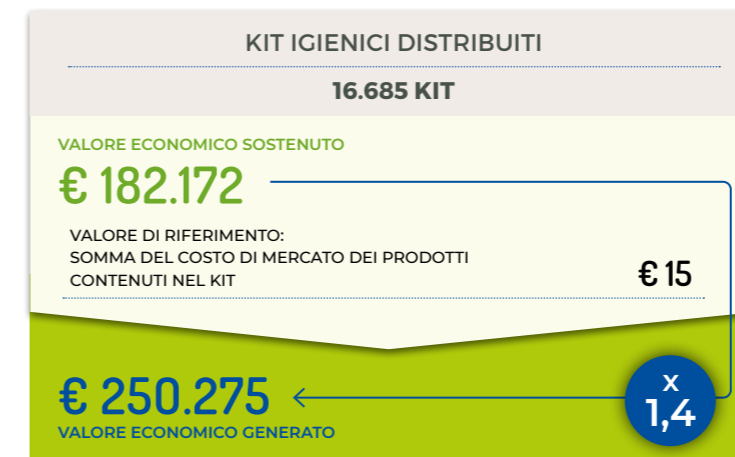 KIT IGIENICI DISTRIBUITI
16.685 KIT
VALORE ECONOMICO SOSTENUTO
€ 182.172
VALORE DI RIFERIMENTO:
SOMMA DEL COSTO DI MERCATO DEI PRODOTTI
CONTENUTI NEL KIT
€ 15
€ 250.275
VALORE ECONOMICO GENERATO
X
1,4